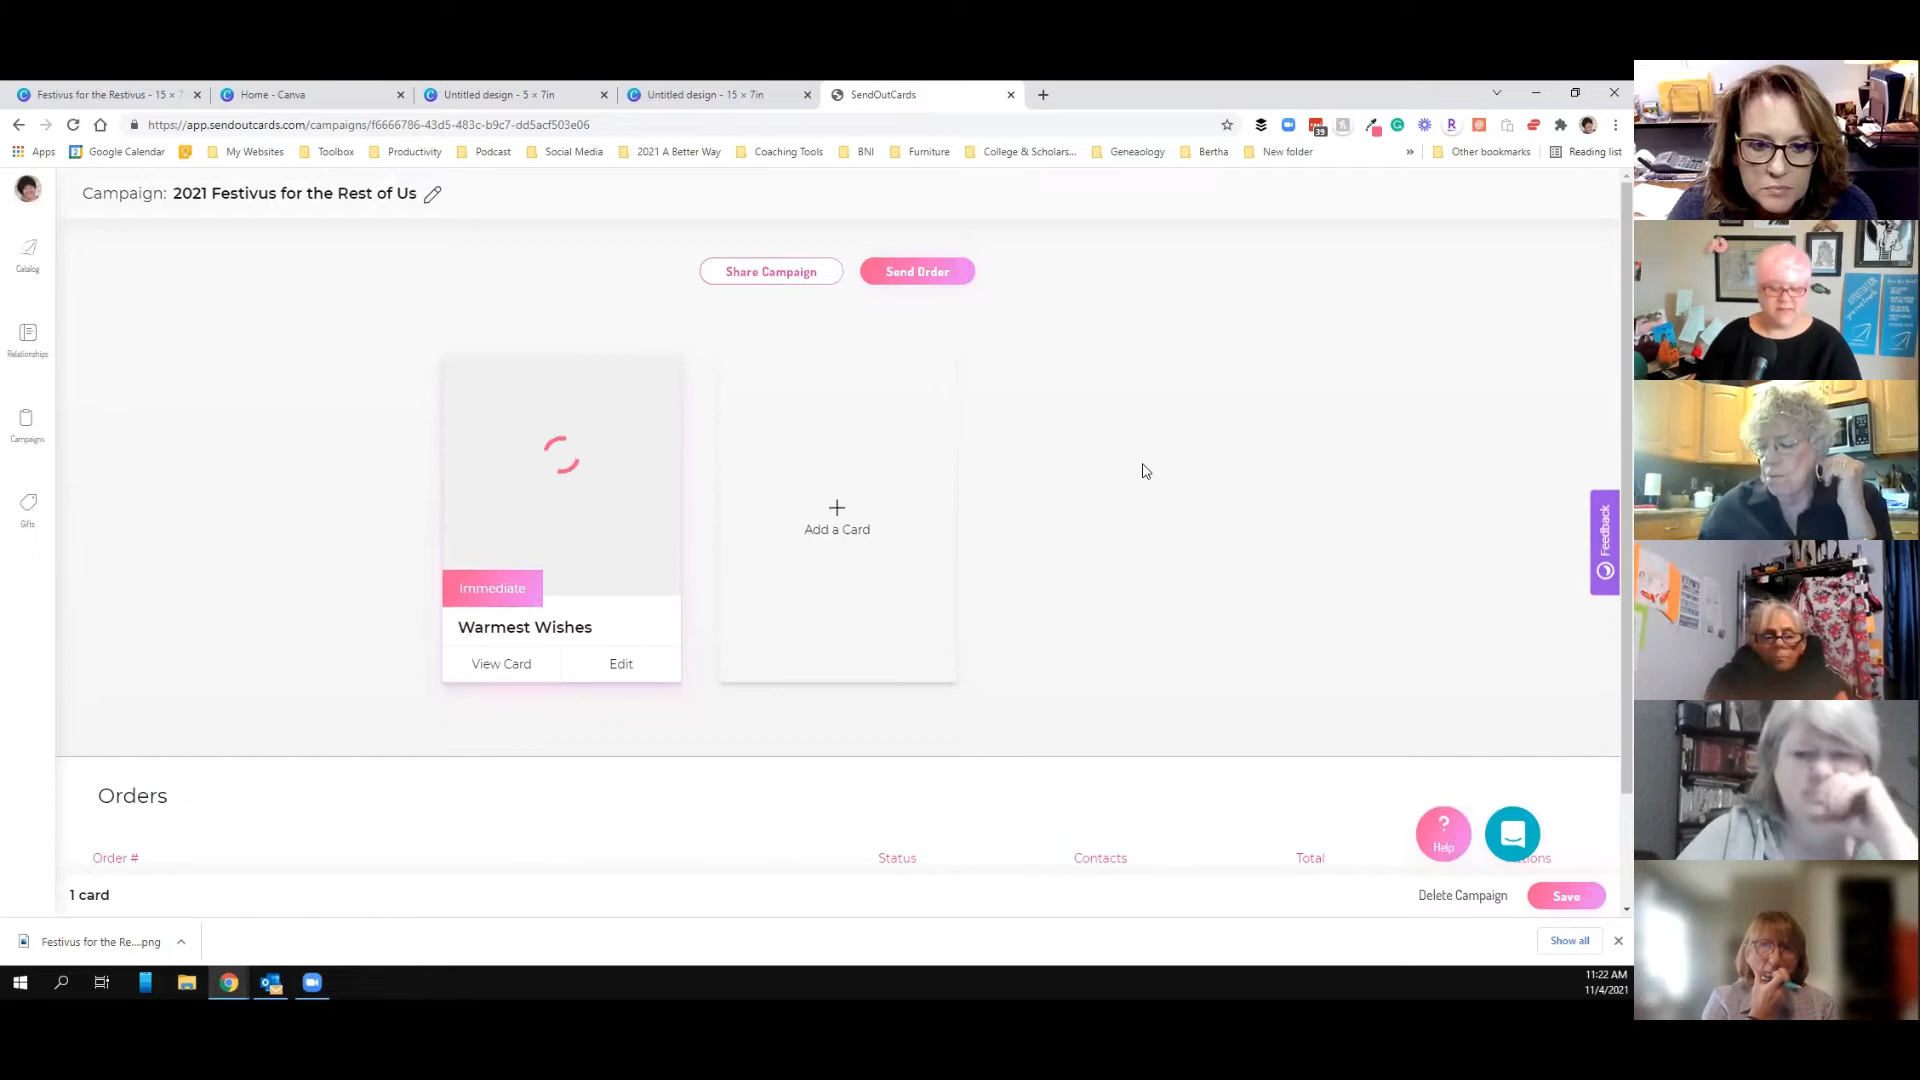 Festivus for the Restivus - 15 × 7
Home - Canva
Untitled design - 5 × 7in
Untitled design - 15 × 7in
SendOutCards
https://app.sendoutcards.com/campaigns/f6666786-43d5-483c-b9c7-dd5acf503e06
39
Apps
Google Calendar
My Websites
Toolbox
Productivity
Podcast
Social Media
2021 A Better Way
Coaching Tools
BNI
Furniture
College & Scholars...
Geneaology
Bertha
New folder
»
Other bookmarks
Reading list
Campaign: 2021 Festivus for the Rest of Us
Catalog
Relationships
Campaigns
Gifts
Share Campaign
Send Order
Immediate
Warmest Wishes
View Card
Edit
+
Add a Card
Feedback
Orders
Order #
Status
Contacts
Total
?
Help
1 card
Delete Campaign
Save
Festivus for the Re....png
Show all
11:22 AM
11/4/2021